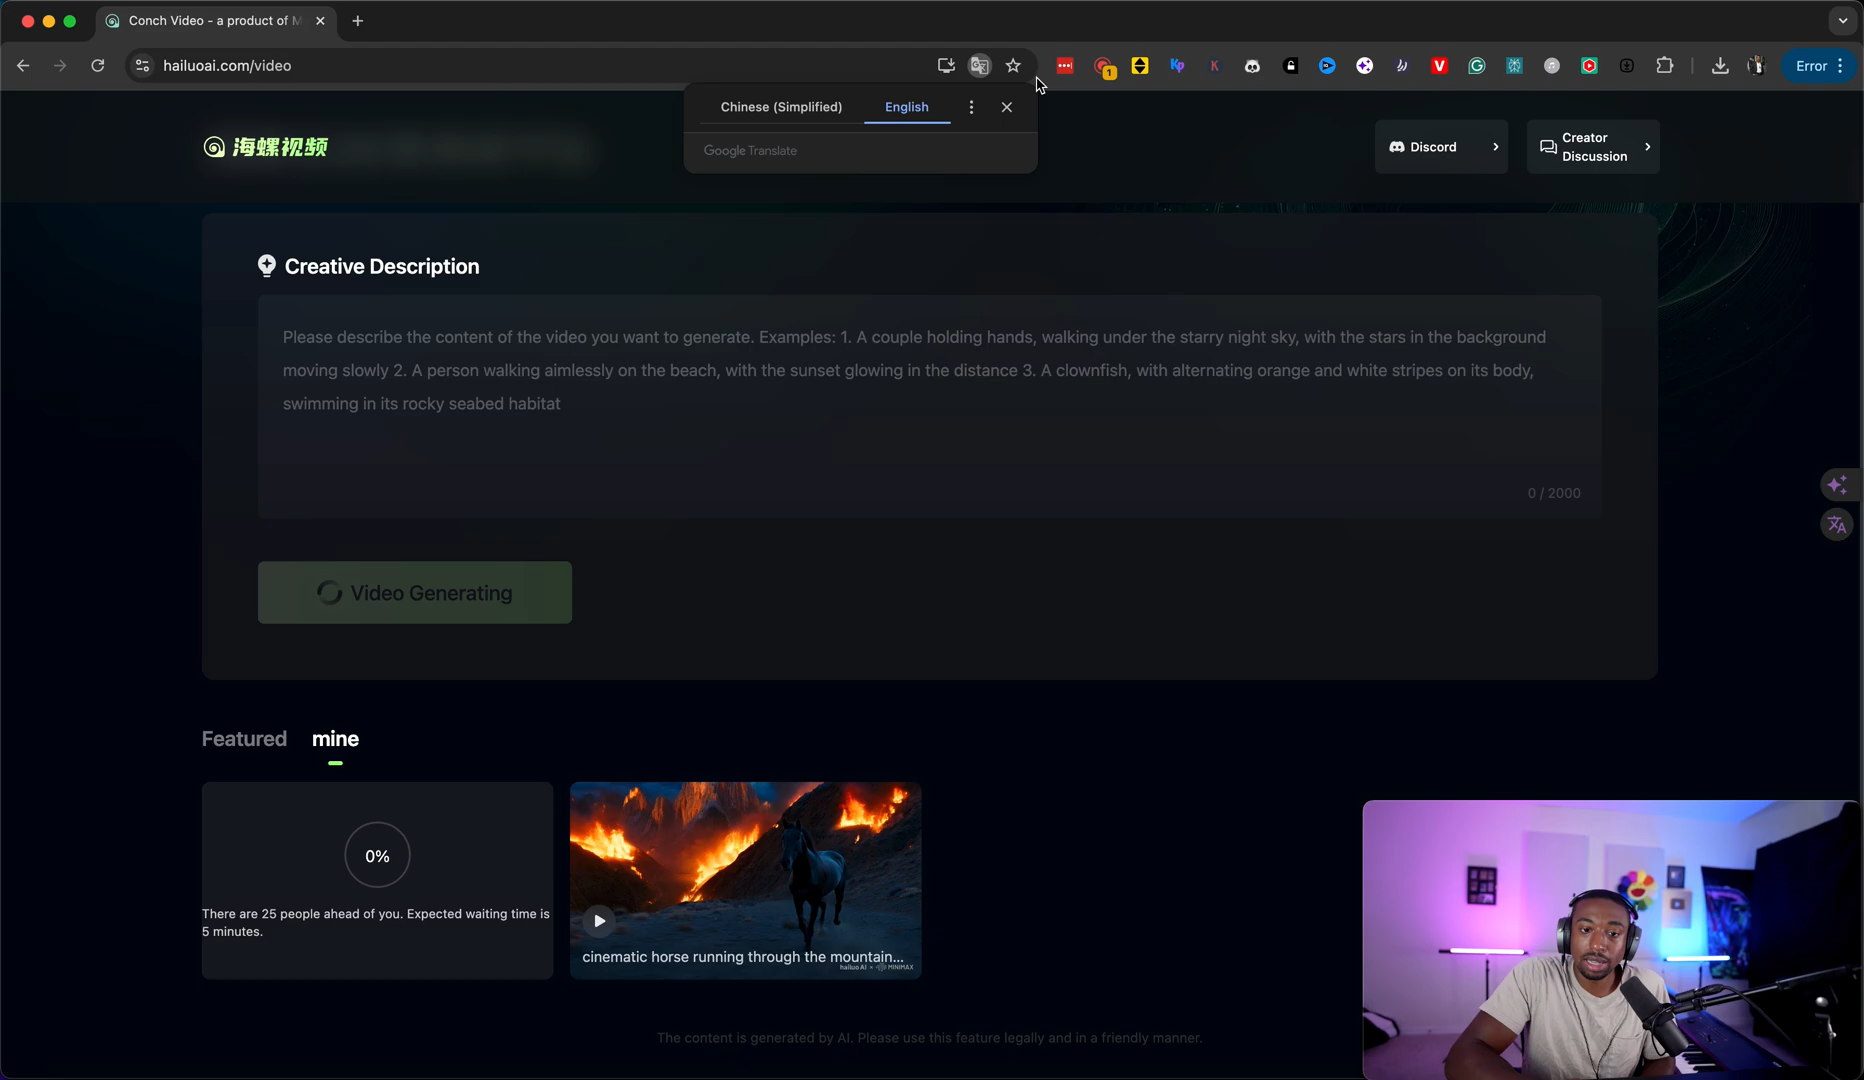 Conch Video - a product of M
hailuoai.com/video
1
Kp
K
V
Error
Chinese (Simplified)
English
Google Translate
海螺视频
Discord
Creator
Discussion
Creative Description
Please describe the content of the video you want to generate. Examples: 1. A couple holding hands, walking under the starry night sky, with the stars in the background
moving slowly 2. A person walking aimlessly on the beach, with the sunset glowing in the distance 3. A clownfish, with alternating orange and white stripes on its body,
swimming in its rocky seabed habitat
0 / 2000
Video Generating
Featured
mine
0%
There are 25 people ahead of you. Expected waiting time is
5 minutes.
cinematic horse running through the mountain...
hailuo AI × MINIMAX
The content is generated by AI. Please use this feature legally and in a friendly manner.